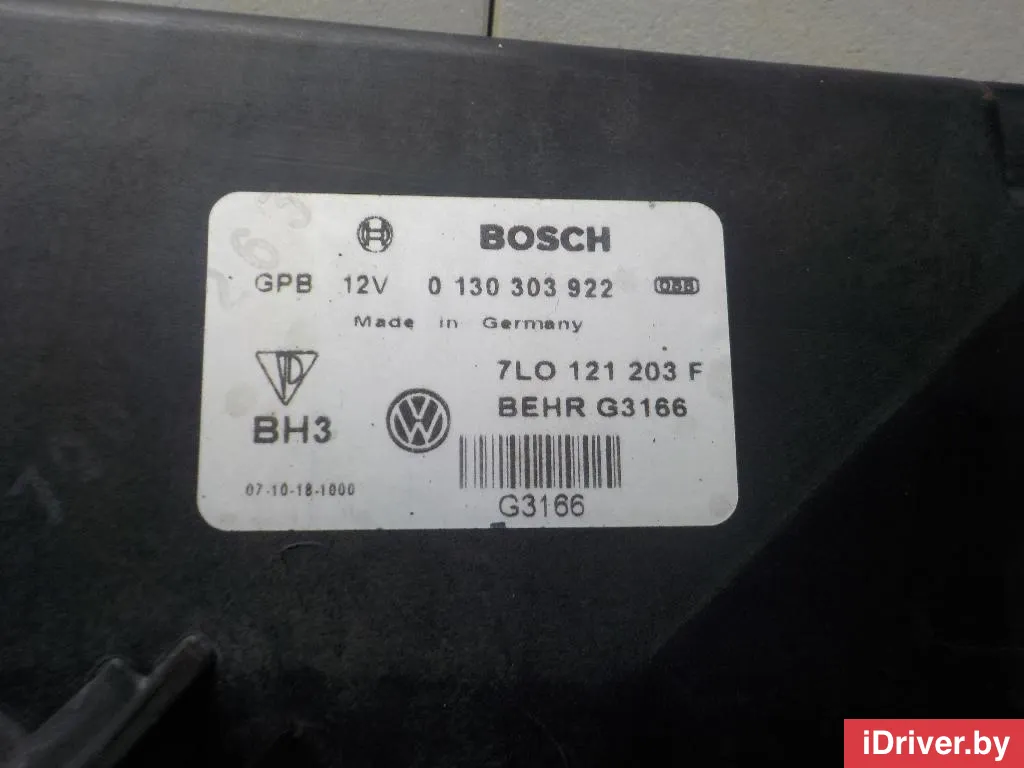 BOSCH
GPB 12V 0 130 303 922
Made in Germany
7L0 121 203 F
BH3
BEHR G3166
07-10-18-1000
G3166
iDriver.by